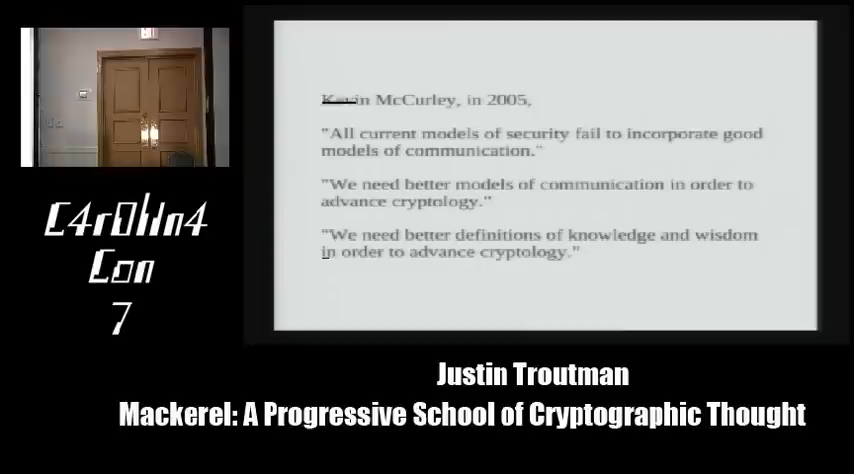 Kevin McCurley, in 2005,
"All current models of security fail to incorporate good
models of communication."
"We need better models of communication in order to
advance cryptology."
"We need better definitions of knowledge and wisdom
in order to advance cryptology."
C4r0l1n4
Con
7
Justin Troutman
Mackerel: A Progressive School of Cryptographic Thought